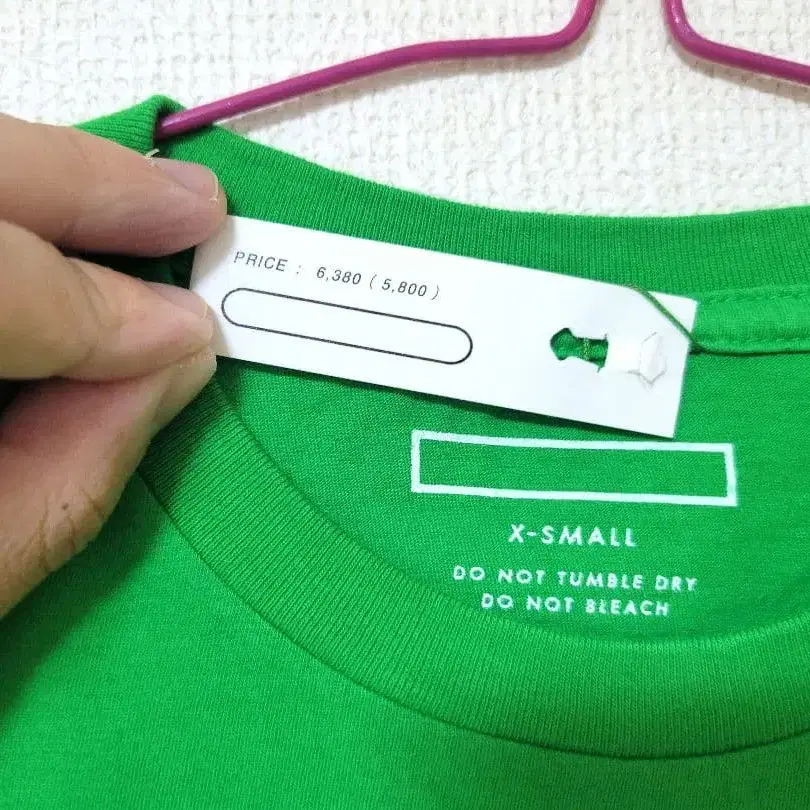 PRICE : 6,380 ( 5,800 )
X-SMALL
DO NOT TUMBLE DRY
DO NOT BLEACH